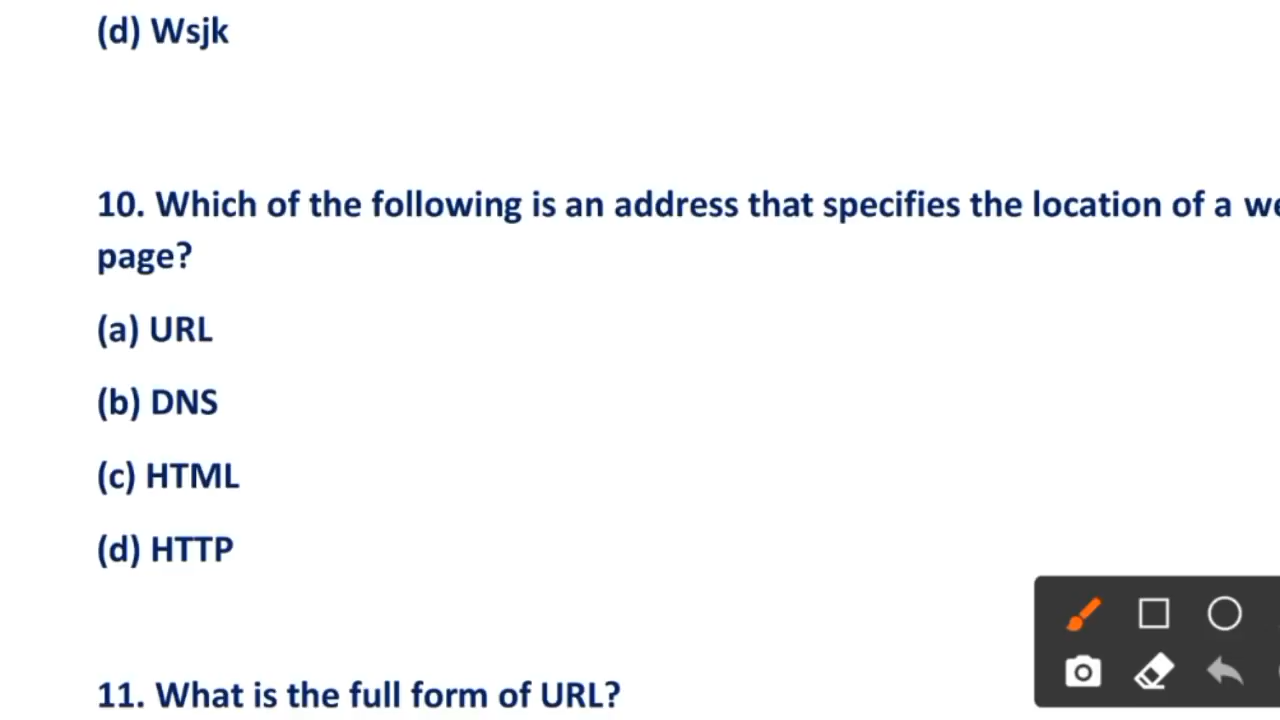 (d) Wsjk
10. Which of the following is an address that specifies the location of a
page?
(a) URL
(b) DNS
(c) HTML
(d) HTTP
11. What is the full form of URL?